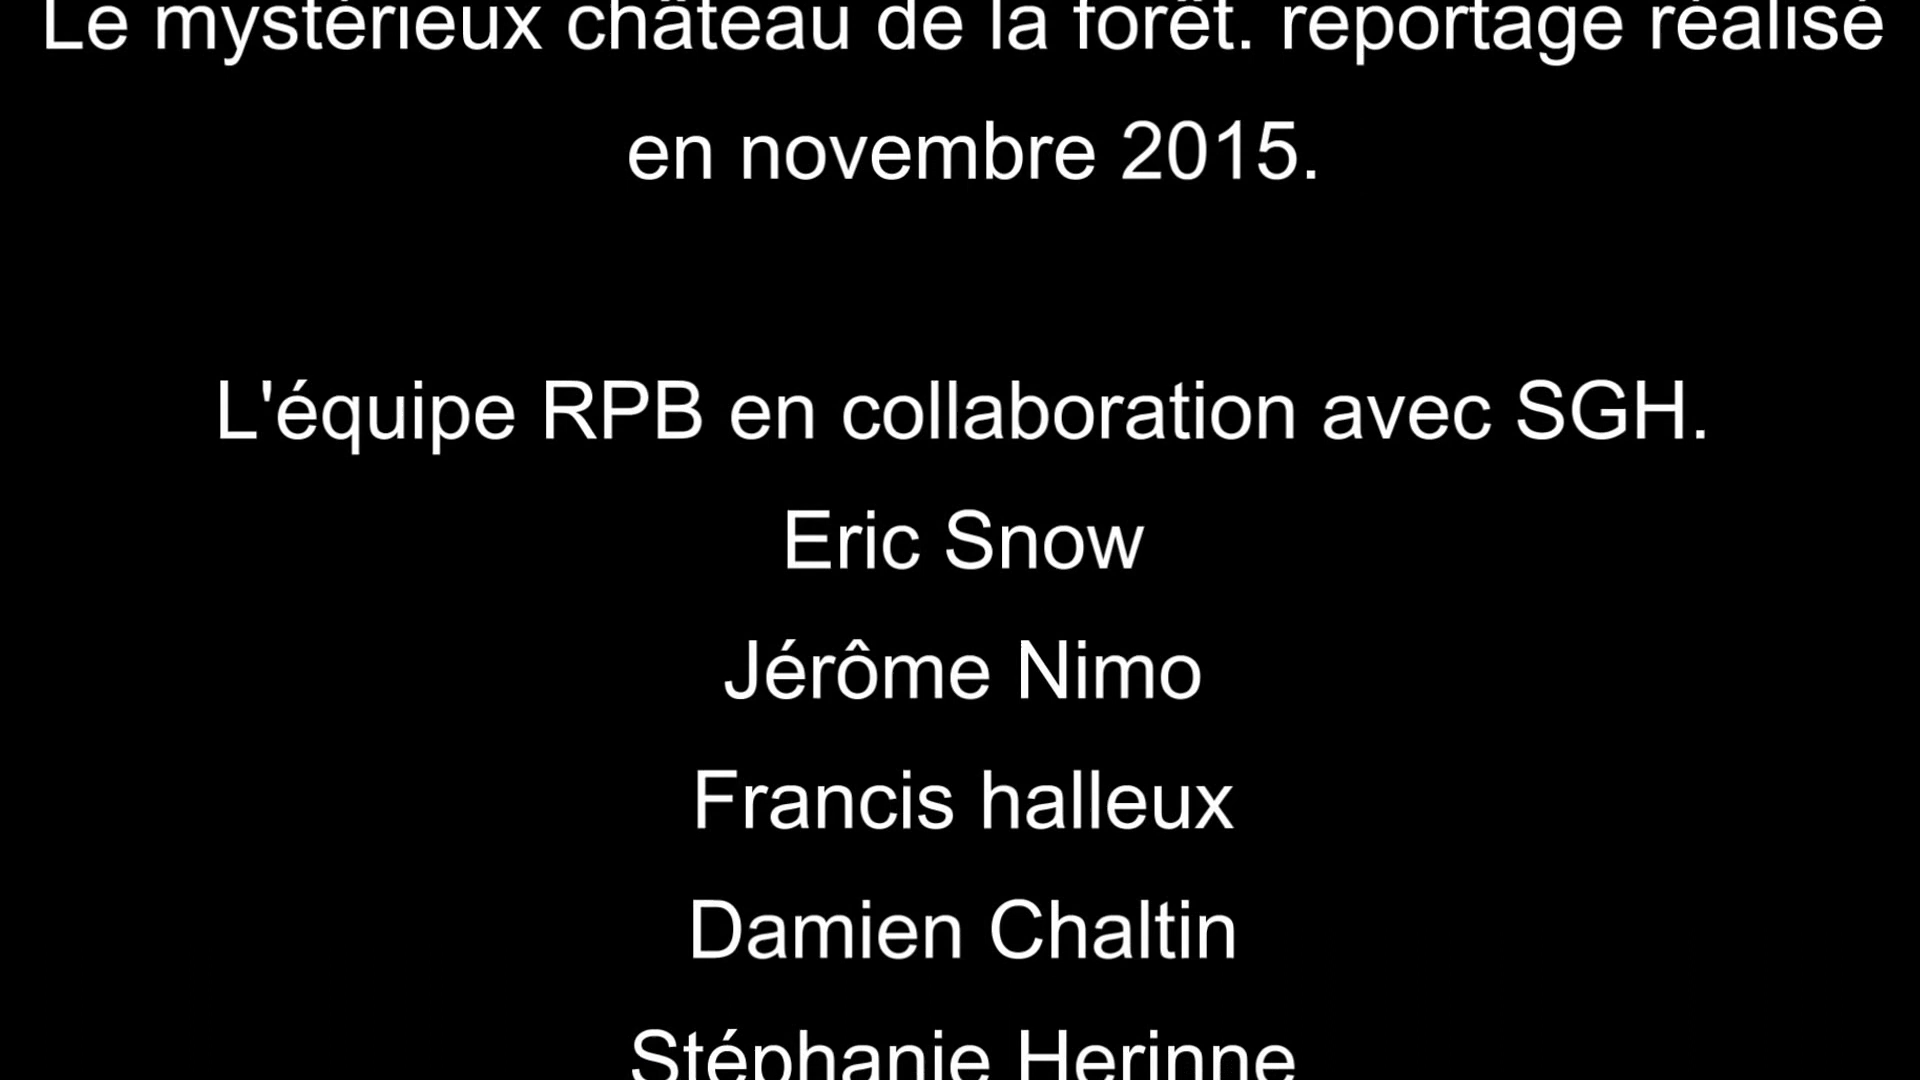 Le mystérieux château de la forêt. reportage réalisé
en novembre 2015.
L'équipe RPB en collaboration avec SGH.
Eric Snow
Jérôme Nimo
Francis halleux
Damien Chaltin
Stéphanie Herinne